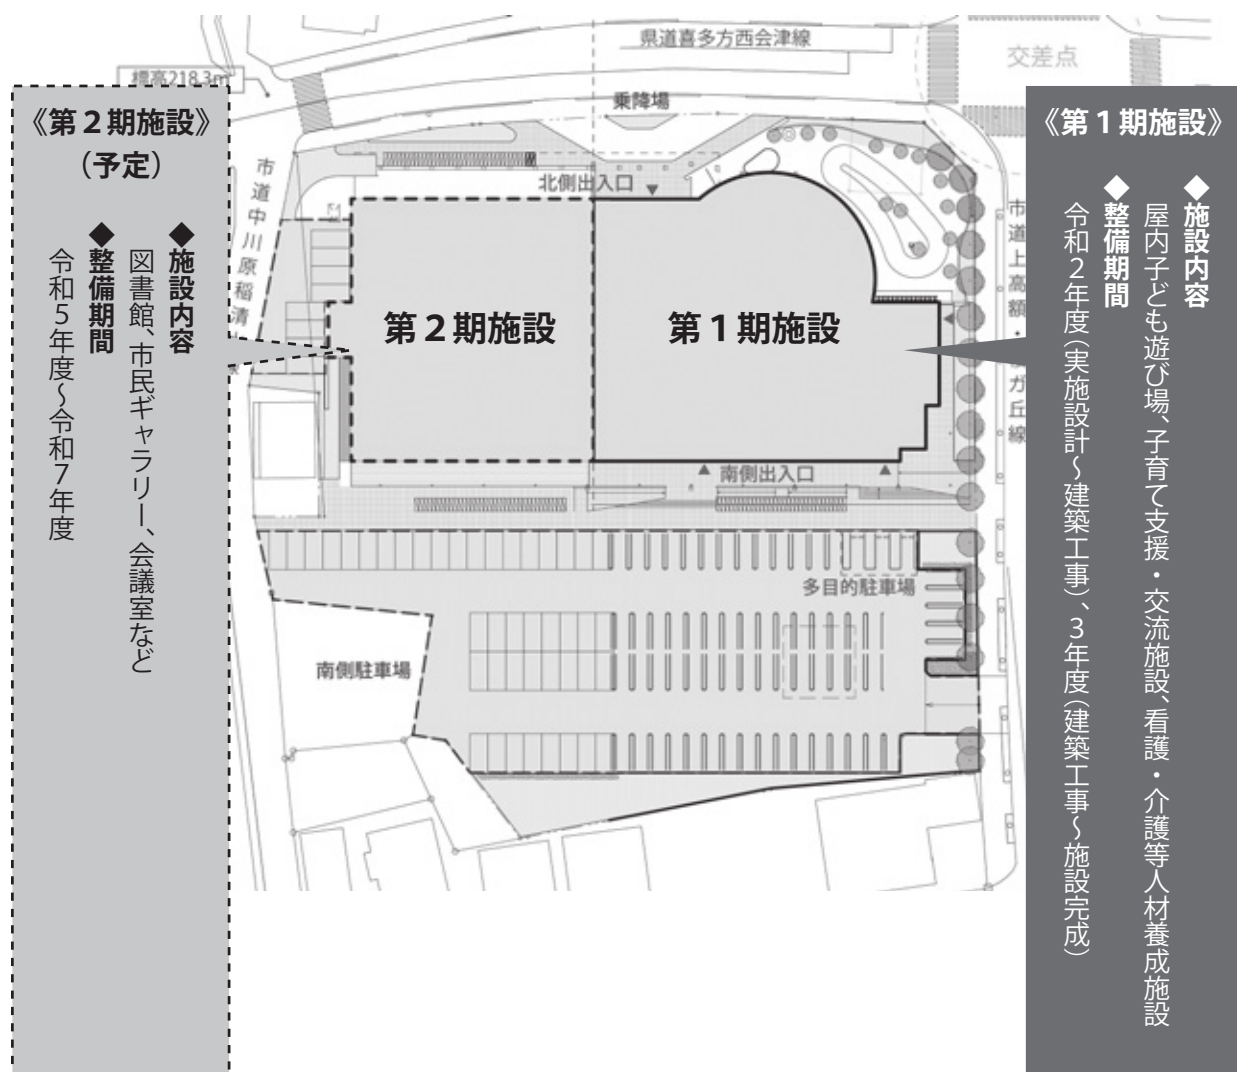 県道喜多方西会津線
交差点
標高218.3m
乗降場
《第1期施設》
◆施設内容
屋内子ども遊び場、子育て支援・交流施設、看護・介護等人材養成施設
◆整備期間
令和2年度(実施設計~建築工事)、3年度(建築工事~施設完成)
《第2期施設》
(予定)
◆施設内容
図書館、市民ギャラリー、会議室など
◆整備期間
令和5年度~令和7年度
市道中川原稲清
北側出入口
市道上高額・
ガ丘線
第2期施設
第1期施設
南側出入口
多目的駐車場
南側駐車場